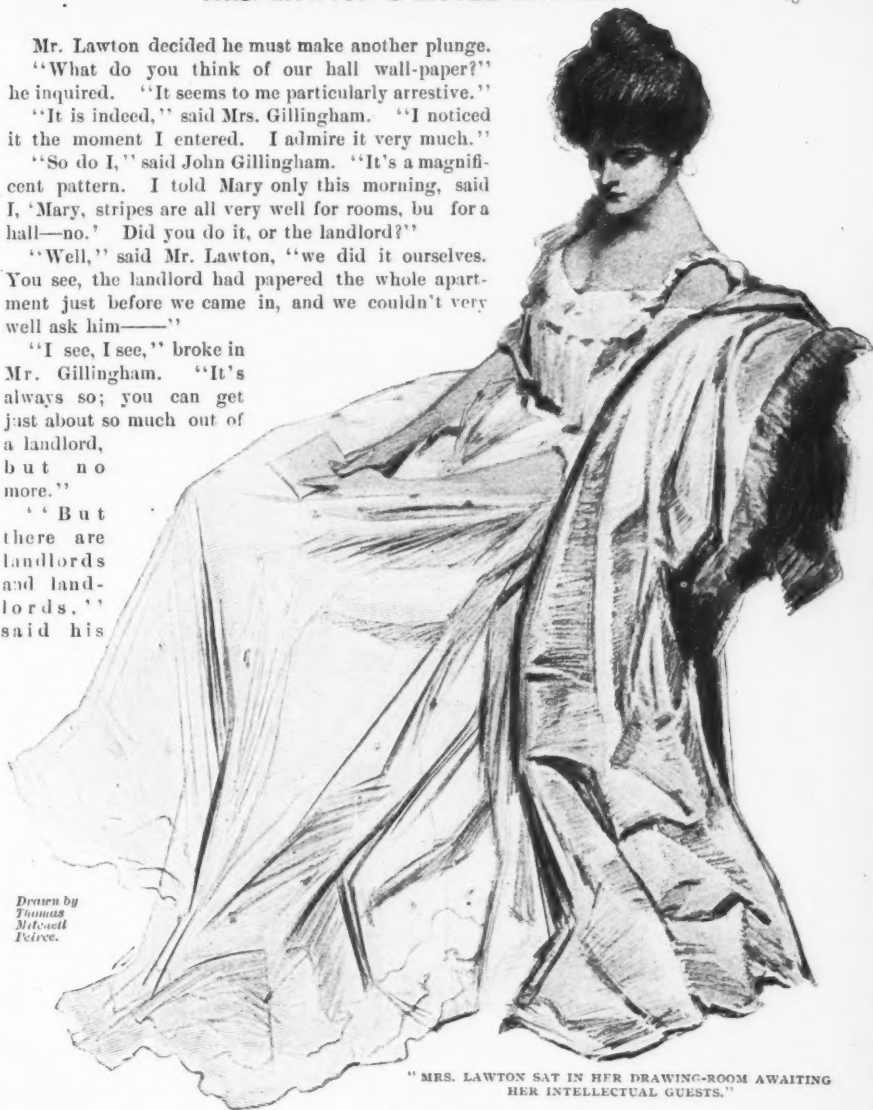 Mr. Lawton decided he must make another plunge.
"What do you think of our hall wall-paper?"
he inquired. "It seems to me particularly arrestive."
"It is indeed," said Mrs. Gillingham. "I noticed
it the moment I entered. I admire it very much."
"So do I," said John Gillingham. "It's a magnifi-
cent pattern. I told Mary only this morning, said
I, 'Mary, stripes are all very well for rooms, bu for a
hall—no.' Did you do it, or the landlord?"
"Well," said Mr. Lawton, "we did it ourselves.
You see, the landlord had papered the whole apart-
ment just before we came in, and we couldn't very
well ask him——"
"I see, I see," broke in
Mr. Gillingham. "It's
always so; you can get
just about so much out of
a landlord,
but no
more."
"But
there are
landlords
and land-
lords,"
said his
Drawn by
Thomas
Mitchell
Peirce.
"MRS. LAWTON SAT IN HER DRAWING-ROOM AWAITING
HER INTELLECTUAL GUESTS."